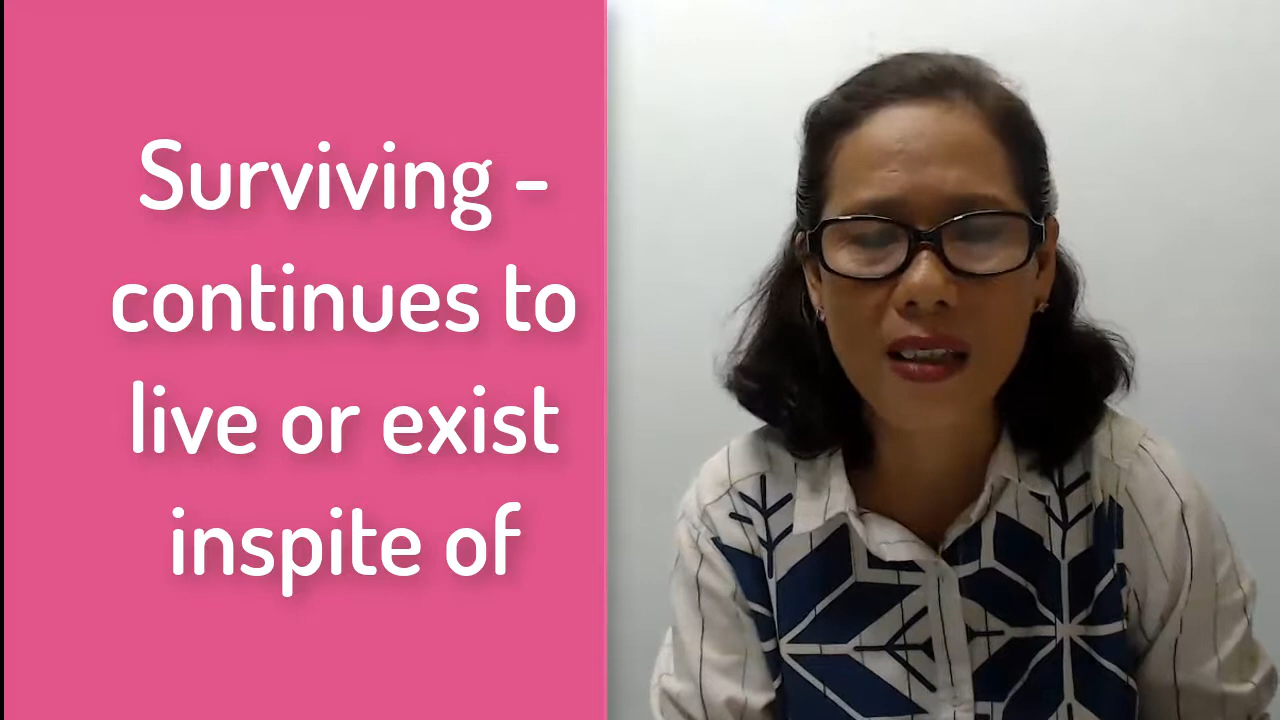 Surviving -
continues to
live or exist
inspite of